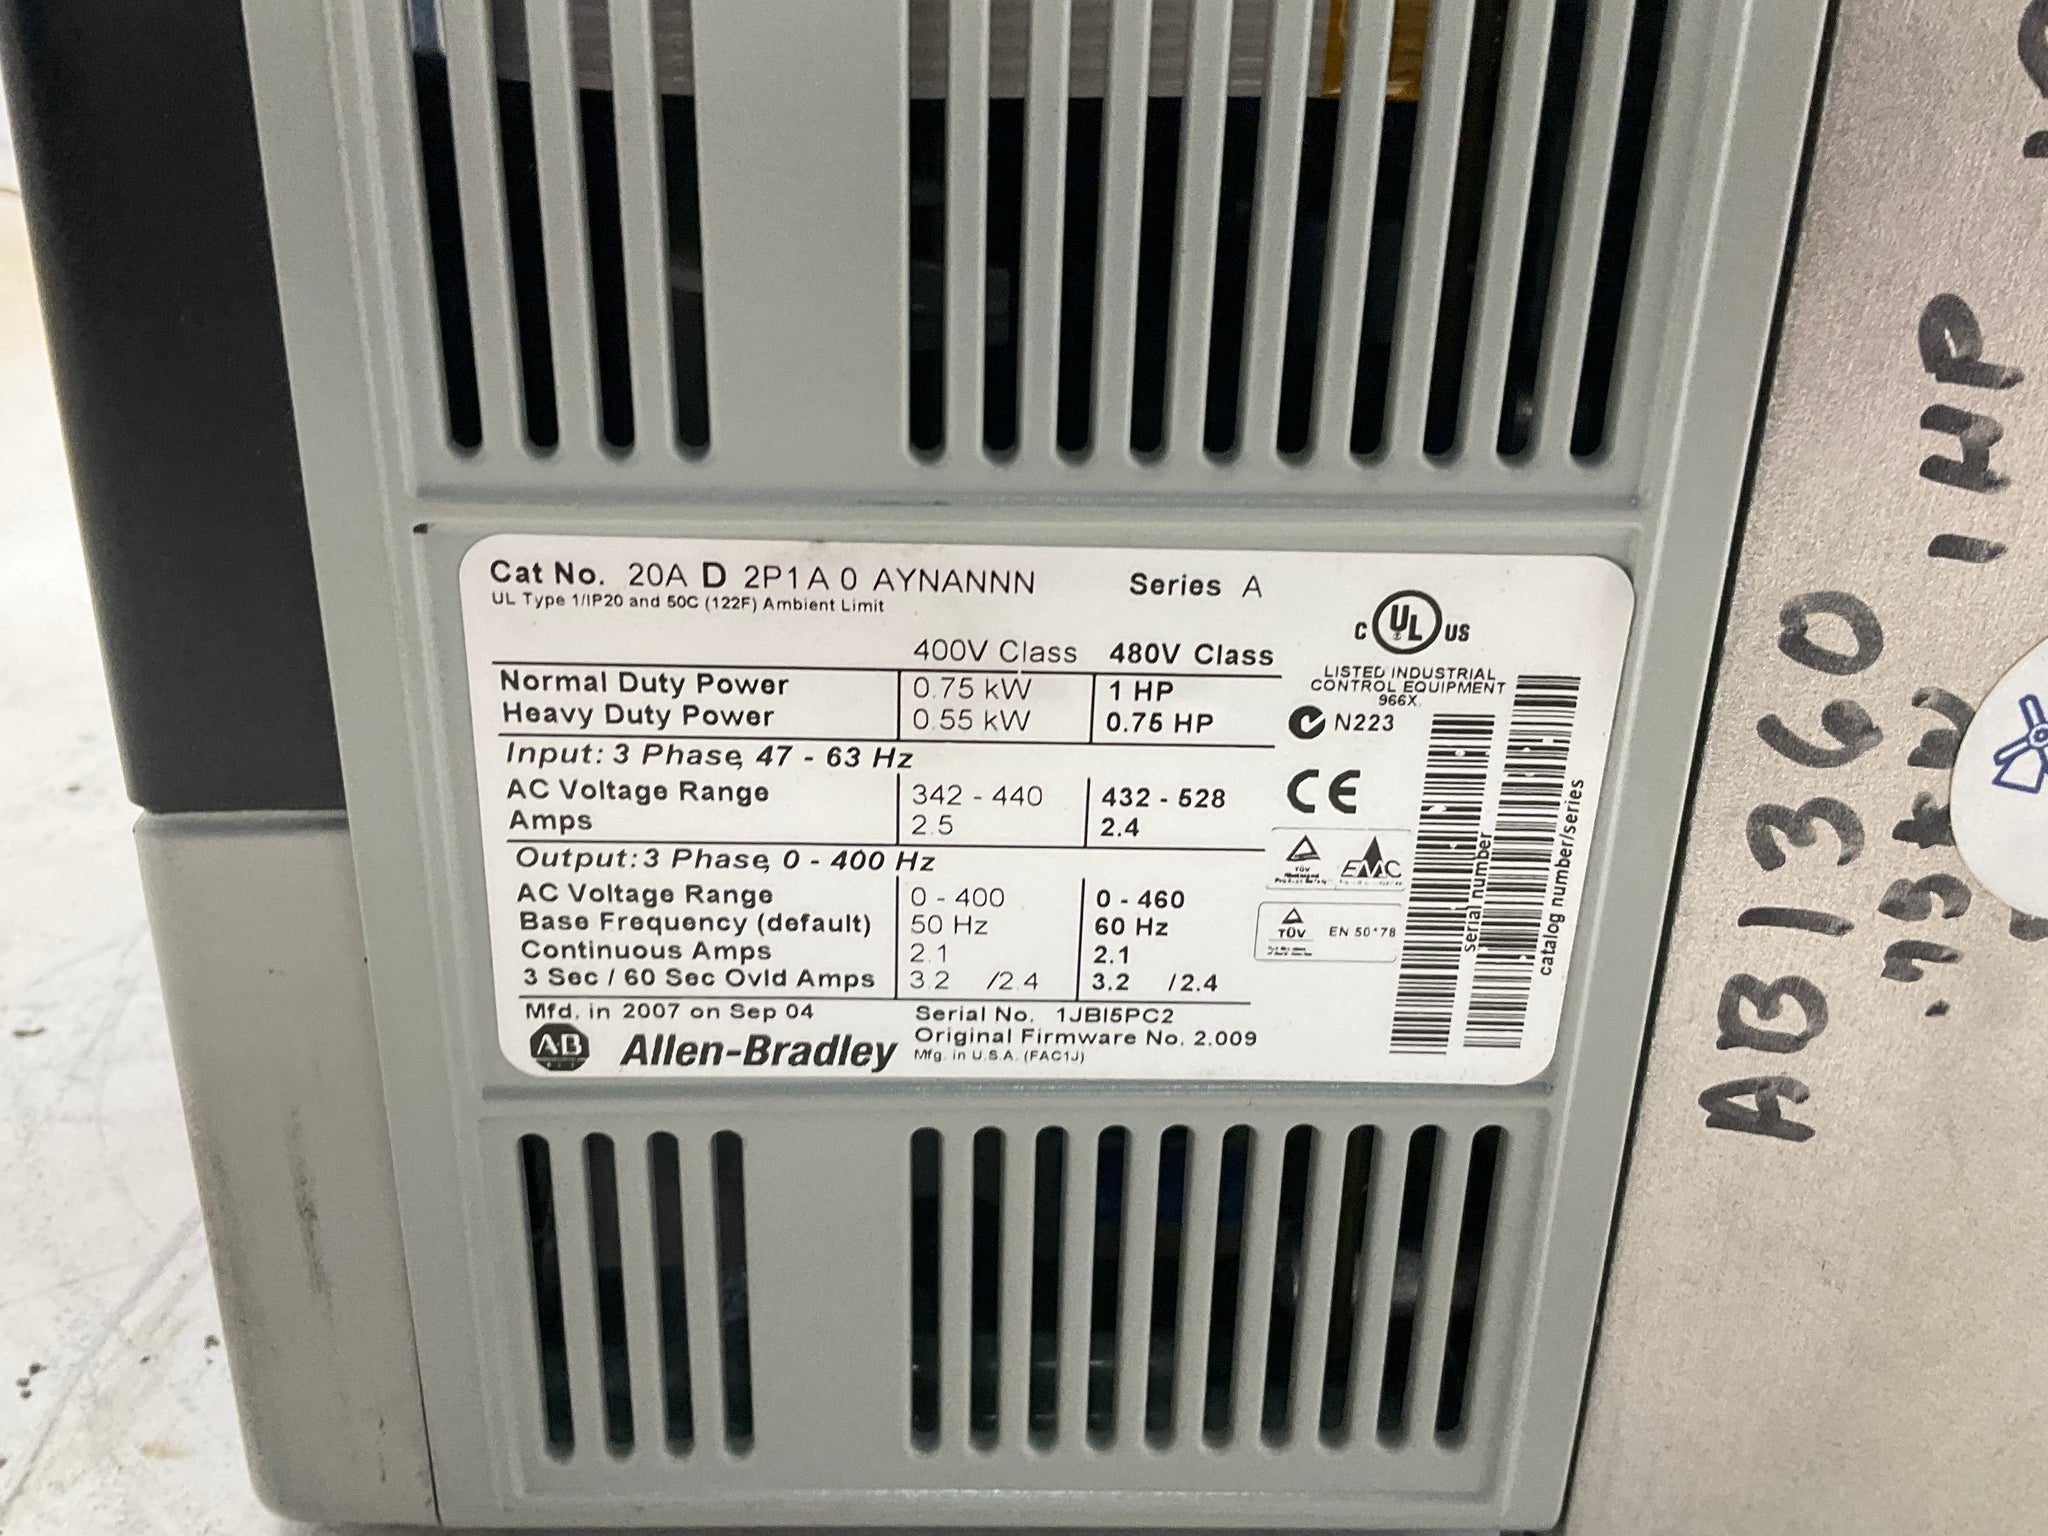 Cat No. 20A D 2P1 A 0 AYNANNN Series A
UL Type 1/IP20 and 50C (122F) Ambient Limit
400V Class 480V Class
Normal Duty Power 0.75 kW 1 HP
Heavy Duty Power 0.55 kW 0.75 HP
Input: 3 Phase, 47 - 63 Hz
AC Voltage Range 342 - 440 432 - 528
Amps 2.5 2.4
Output: 3 Phase, 0 - 400 Hz
AC Voltage Range 0 - 400 0 - 460
Base Frequency (default) 50 Hz 60 Hz
Continuous Amps 2.1 2.1
3 Sec / 60 Sec Ovld Amps 3.2 /2.4 3.2 /2.4
Mfd. in 2007 on Sep 04 Serial No. 1JBI5PC2
Original Firmware No. 2.009
Mfg. in U.S.A. (FAC1J)
AB Allen-Bradley
C UL US
LISTED INDUSTRIAL
CONTROL EQUIPMENT
966X
N223
CE
TÜV
EMC
TÜV
serial number
catalog number/series
AB1360 1 HP